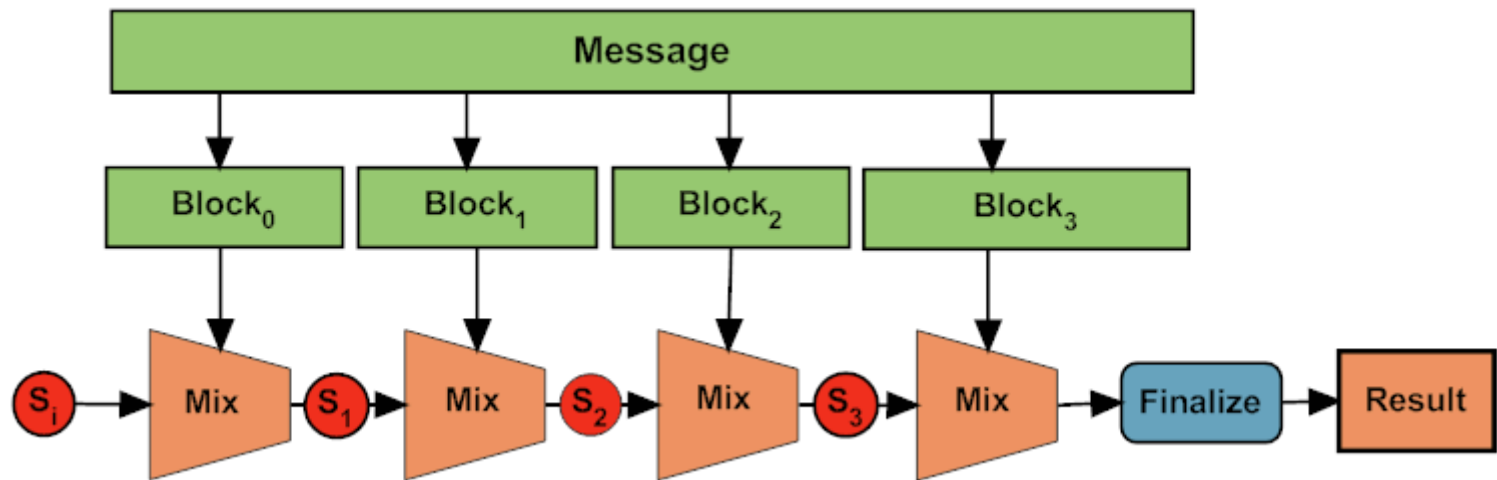 Message
Block₀ Block₁ Block₂ Block₃
Sᵢ Mix S₁ Mix S₂ Mix S₃ Mix Finalize Result